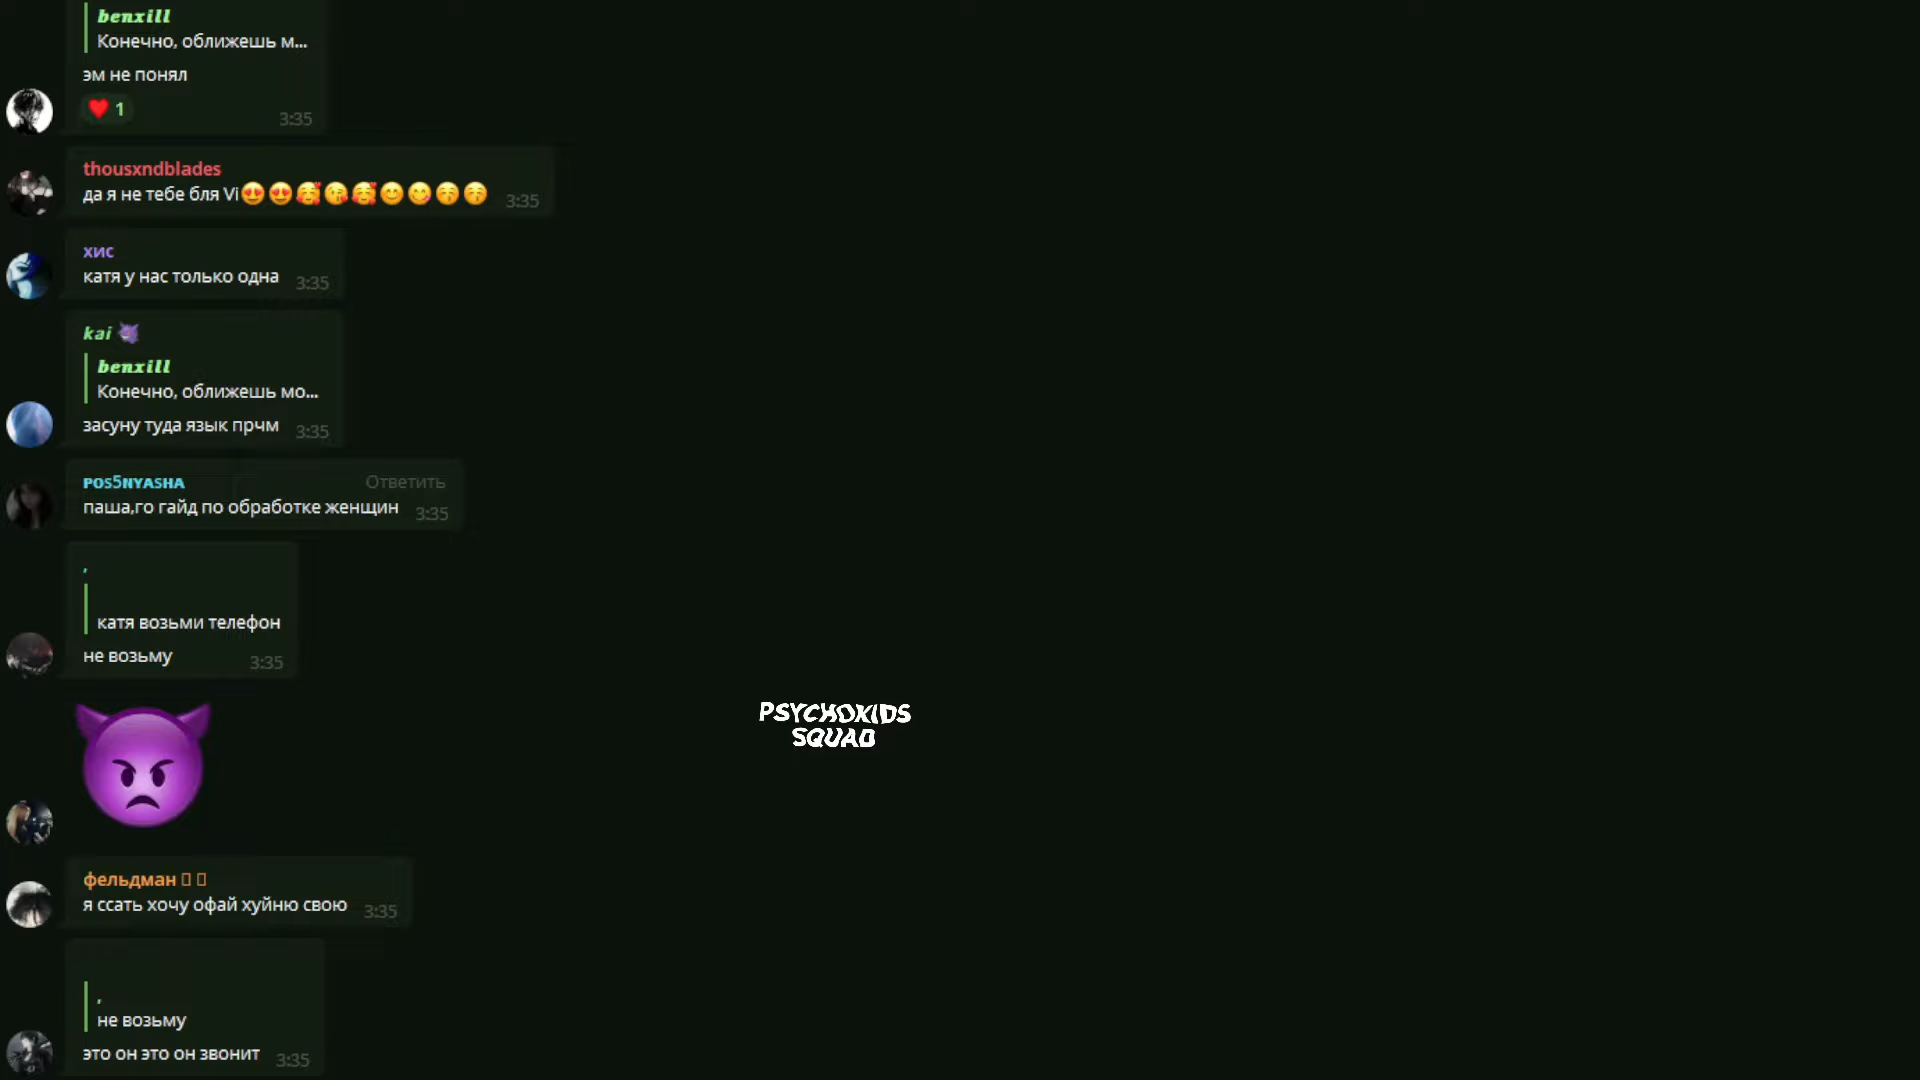 benxill
Конечно, оближешь м...
эм не понял
1
3:35
thousxndblades
да я не тебе бля Vi😍😍🥰😘🥰😊😋😚😚 3:35
хис
катя у нас только одна 3:35
kai
benxill
Конечно, оближешь мо...
засуну туда язык прчм 3:35
ᴘᴏs5ɴʏᴀsʜᴀ Ответить
паша,го гайд по обработке женщин 3:35
,
катя возьми телефон
не возьму 3:35
фельдман
я ссать хочу офай хуйню свою 3:35
,
не возьму
это он это он звонит 3:35
PSYCHOKIDS
SQUAD